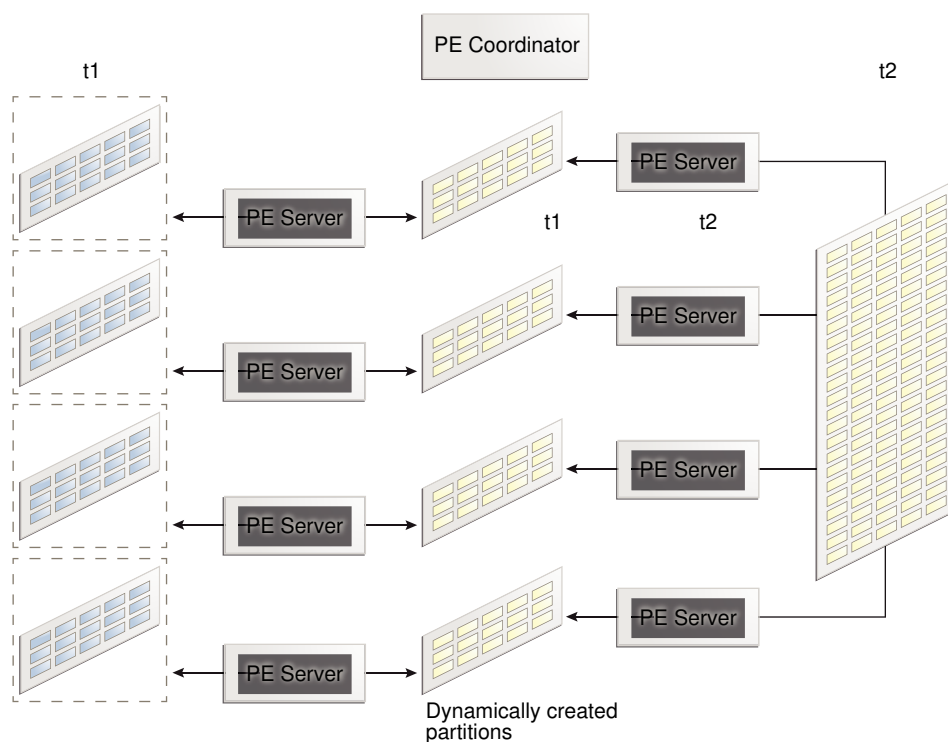 PE Coordinator
t1
t2
PE Server
PE Server
t1
t2
PE Server
PE Server
PE Server
PE Server
PE Server
PE Server
Dynamically created
partitions